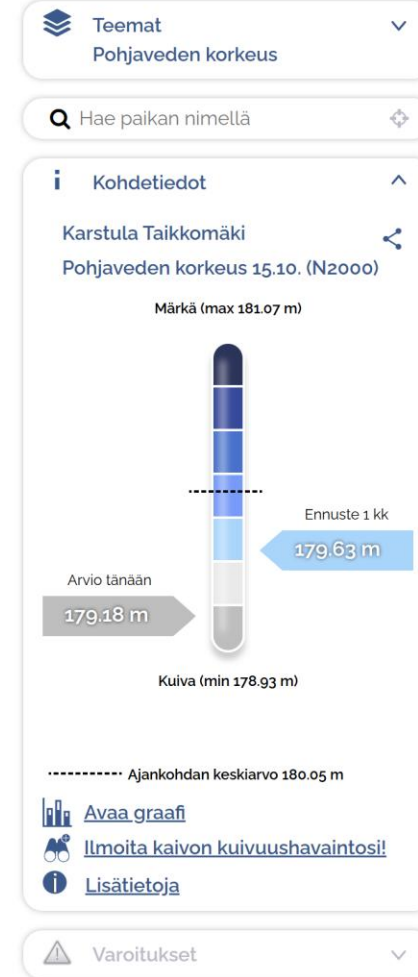 Teemat
Pohjaveden korkeus
Hae paikan nimellä
Kohdetiedot
Karstula Taikkomäki
Pohjaveden korkeus 15.10. (N2000)
Märkä (max 181.07 m)
Ennuste 1 kk
179.63 m
Arvio tänään
179.18 m
Kuiva (min 178.93 m)
Ajankohdan keskiarvo 180.05 m
Avaa graafi
Ilmoita kaivon kuivuushavaintosi!
Lisätietoja
Varoitukset